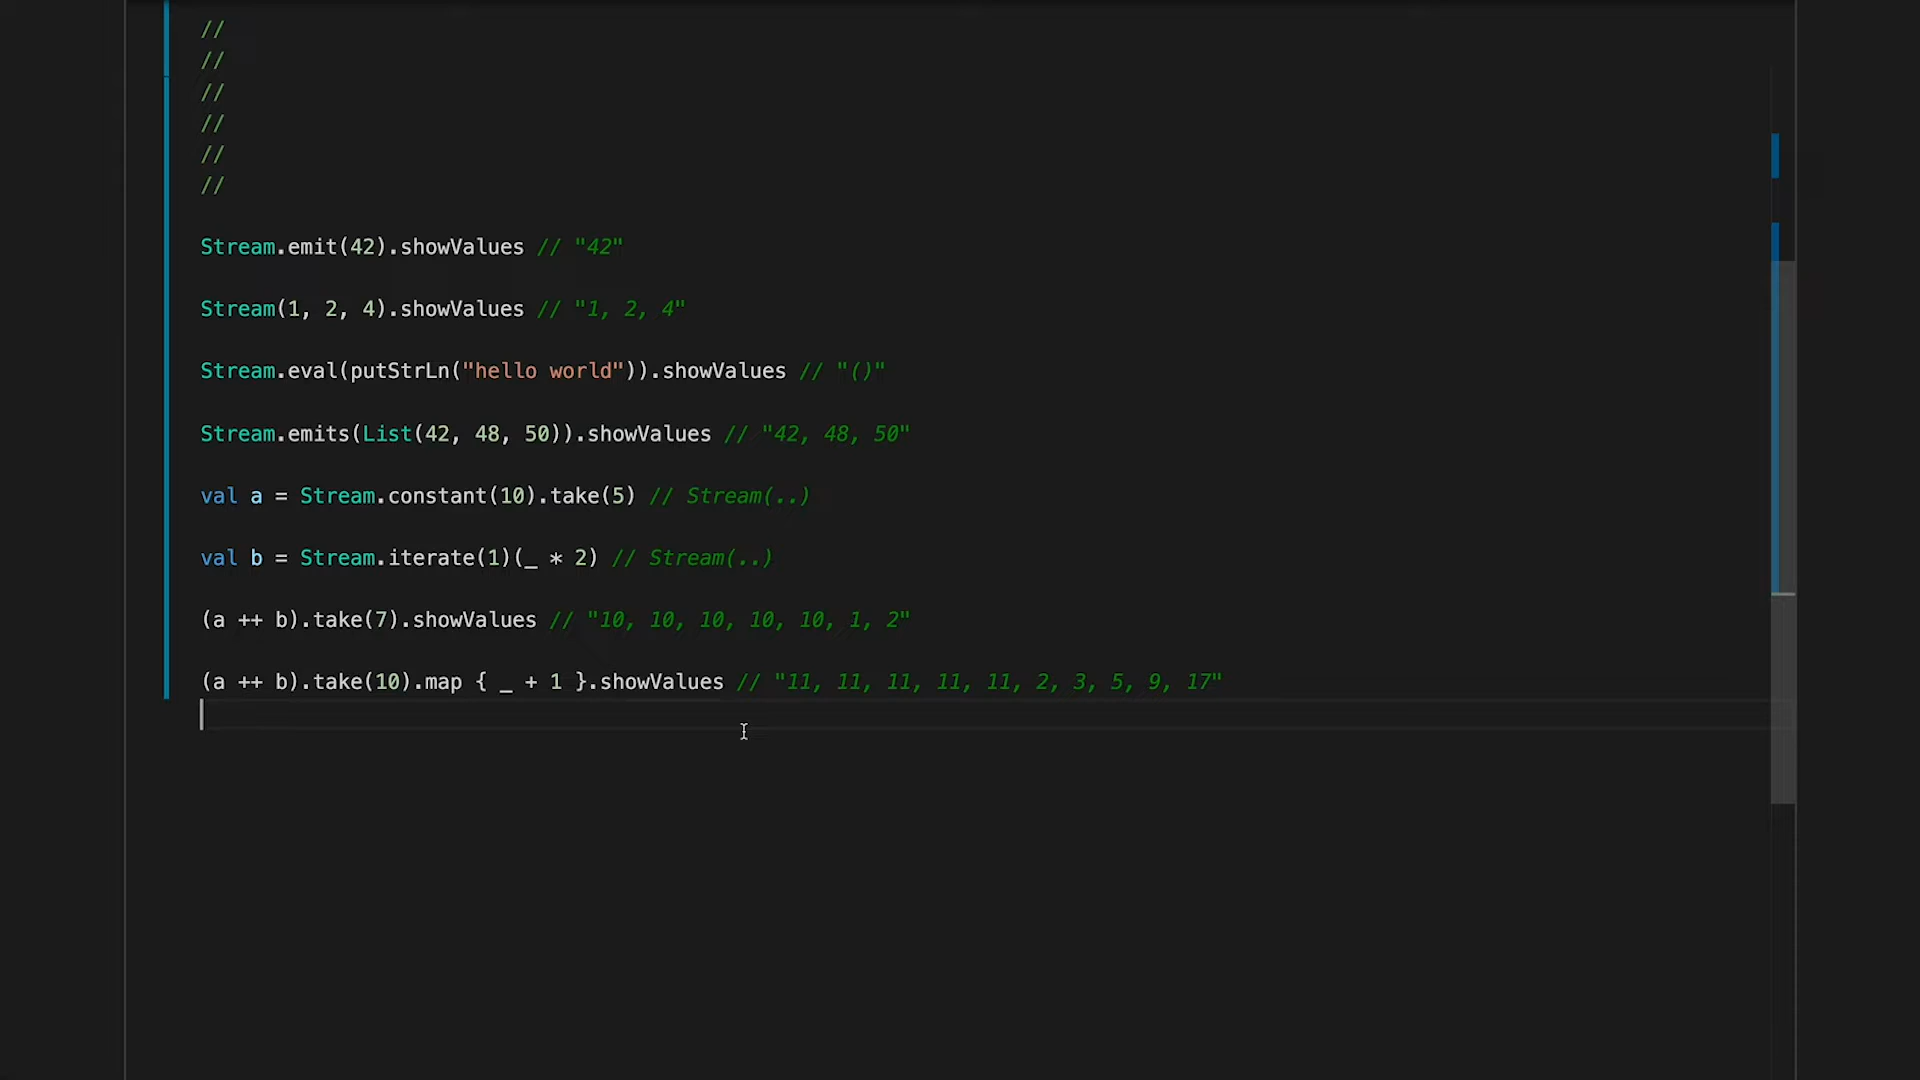 //
//
//
//
//
//
Stream.emit(42).showValues // "42"
Stream(1, 2, 4).showValues // "1, 2, 4"
Stream.eval(putStrLn("hello world")).showValues // "()"
Stream.emits(List(42, 48, 50)).showValues // "42, 48, 50"
val a = Stream.constant(10).take(5) // Stream(..)
val b = Stream.iterate(1)(_ * 2) // Stream(..)
(a ++ b).take(7).showValues // "10, 10, 10, 10, 10, 1, 2"
(a ++ b).take(10).map { _ + 1 }.showValues // "11, 11, 11, 11, 11, 2, 3, 5, 9, 17"